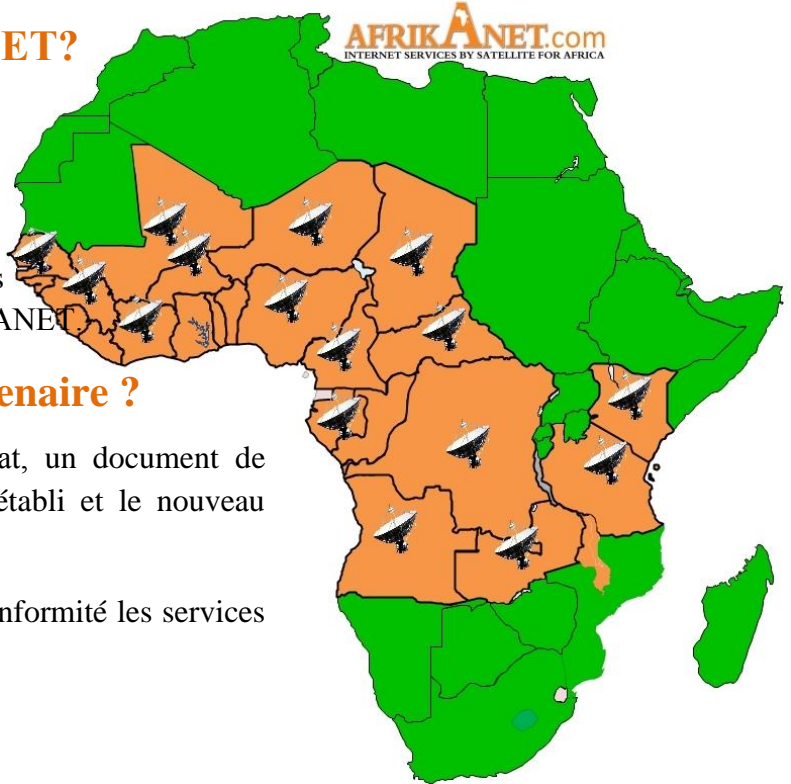 ET?
AFRIKANET.com
INTERNET SERVICES BY SATELLITE FOR AFRICA
s
ANET.
enaire ?
at, un document de
établi et le nouveau
nformité les services